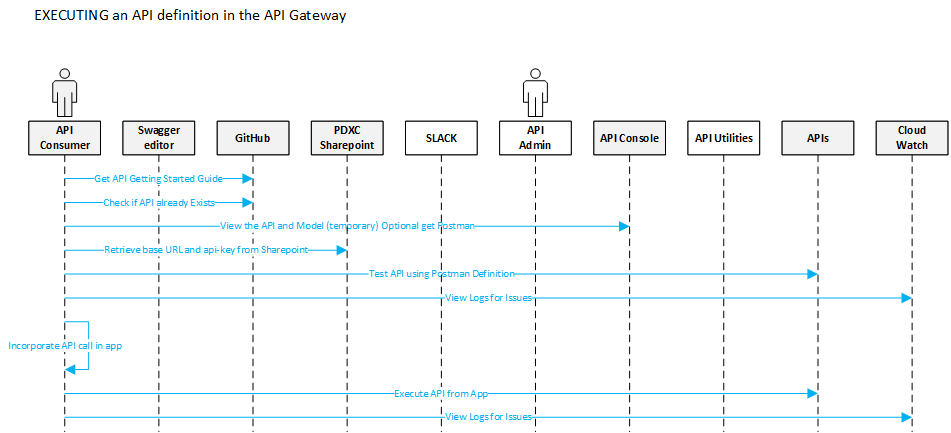 EXECUTING an API definition in the API Gateway
API
Consumer
Swagger
editor
GitHub
PDXC
Sharepoint
SLACK
API
Admin
API Console
API Utilities
APIs
Cloud
Watch
Get API Getting Started Guide
Check if API already Exists
View the API and Model (temporary) Optional get Postman
Retrieve base URL and api-key from Sharepoint
Test API using Postman Definition
View Logs for Issues
Incorporate API call in app
Execute API from App
View Logs for Issues